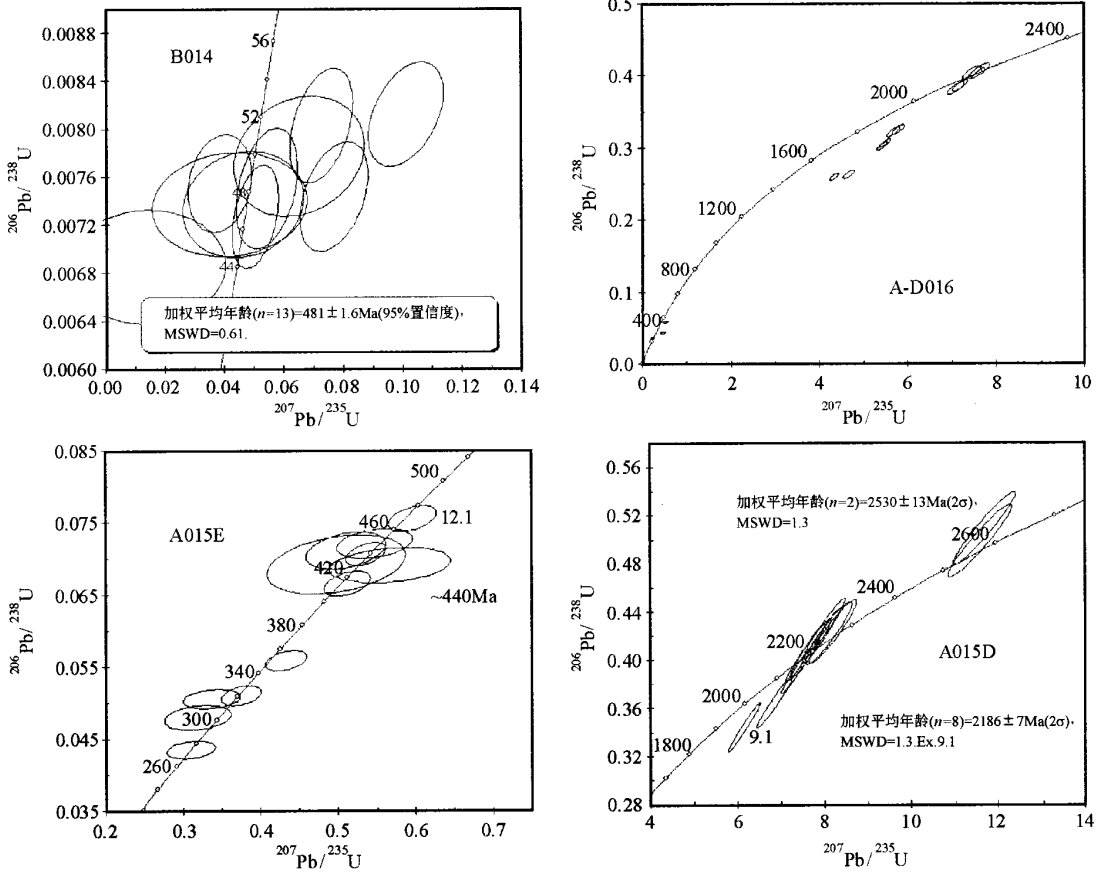 0.0088
0.0084
0.0080
0.0076
0.0072
0.0068
0.0064
0.0060
206Pb/ 238U
B014
56
52
48
44
加权平均年龄(n=13)=481±1.6Ma(95%置信度),
MSWD=0.61.
0.00 0.02 0.04 0.06 0.08 0.10 0.12 0.14
207Pb/ 235U
0.5
0.4
0.3
0.2
0.1
0.0
206Pb/ 238U
2400
2000
1600
1200
800
400
A-D016
0 2 4 6 8 10
207Pb/ 235U
0.085
0.075
0.065
0.055
0.045
0.035
206Pb/ 238U
A015E
500
460
12.1
420
~440Ma
380
340
300
260
0.2 0.3 0.4 0.5 0.6 0.7
207Pb/ 235U
0.56
0.52
0.48
0.44
0.40
0.36
0.32
0.28
206Pb/ 238U
加权平均年龄(n=2)=2530±13Ma(2σ),
MSWD=1.3
2600
2400
2200
A015D
2000
加权平均年龄(n=8)=2186±7Ma(2σ),
MSWD=1.3.Ex.9.1
9.1
1800
4 6 8 10 12 14
207Pb/ 235U